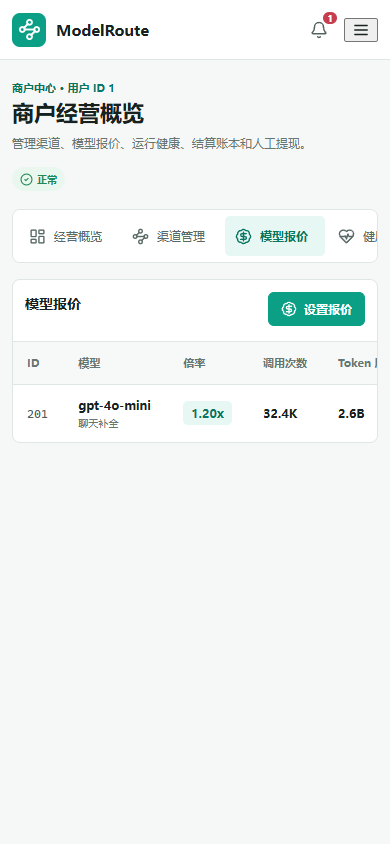 ModelRoute
1
商户中心 • 用户 ID 1
商户经营概览
管理渠道、模型报价、运行健康、结算账本和人工提现。
正常
经营概览 渠道管理 模型报价 健
模型报价 设置报价
ID 模型 倍率 调用次数 Token
201 gpt-4o-mini 1.20x 32.4K 2.6B
聊天补全